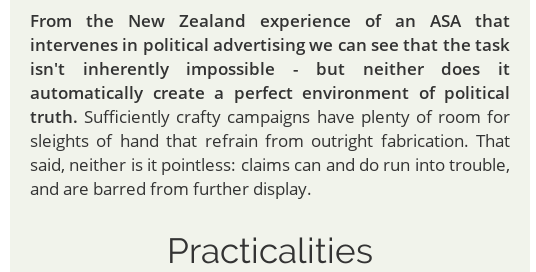 From the New Zealand experience of an ASA that
intervenes in political advertising we can see that the task
isn't inherently impossible - but neither does it
automatically create a perfect environment of political
truth. Sufficiently crafty campaigns have plenty of room for
sleights of hand that refrain from outright fabrication. That
said, neither is it pointless: claims can and do run into trouble,
and are barred from further display.
Practicalities